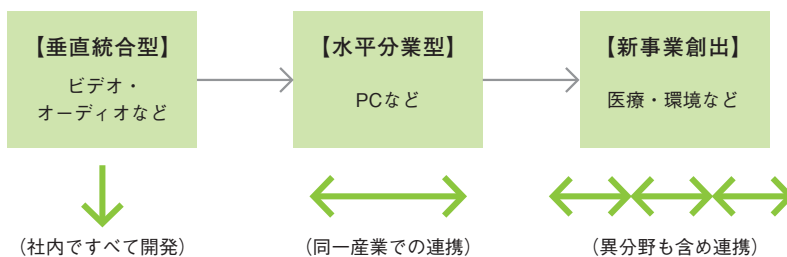 【垂直統合型】
ビデオ・
オーディオなど
【水平分業型】
PCなど
【新事業創出】
医療・環境など
（社内ですべて開発）
（同一産業での連携）
（異分野も含め連携）